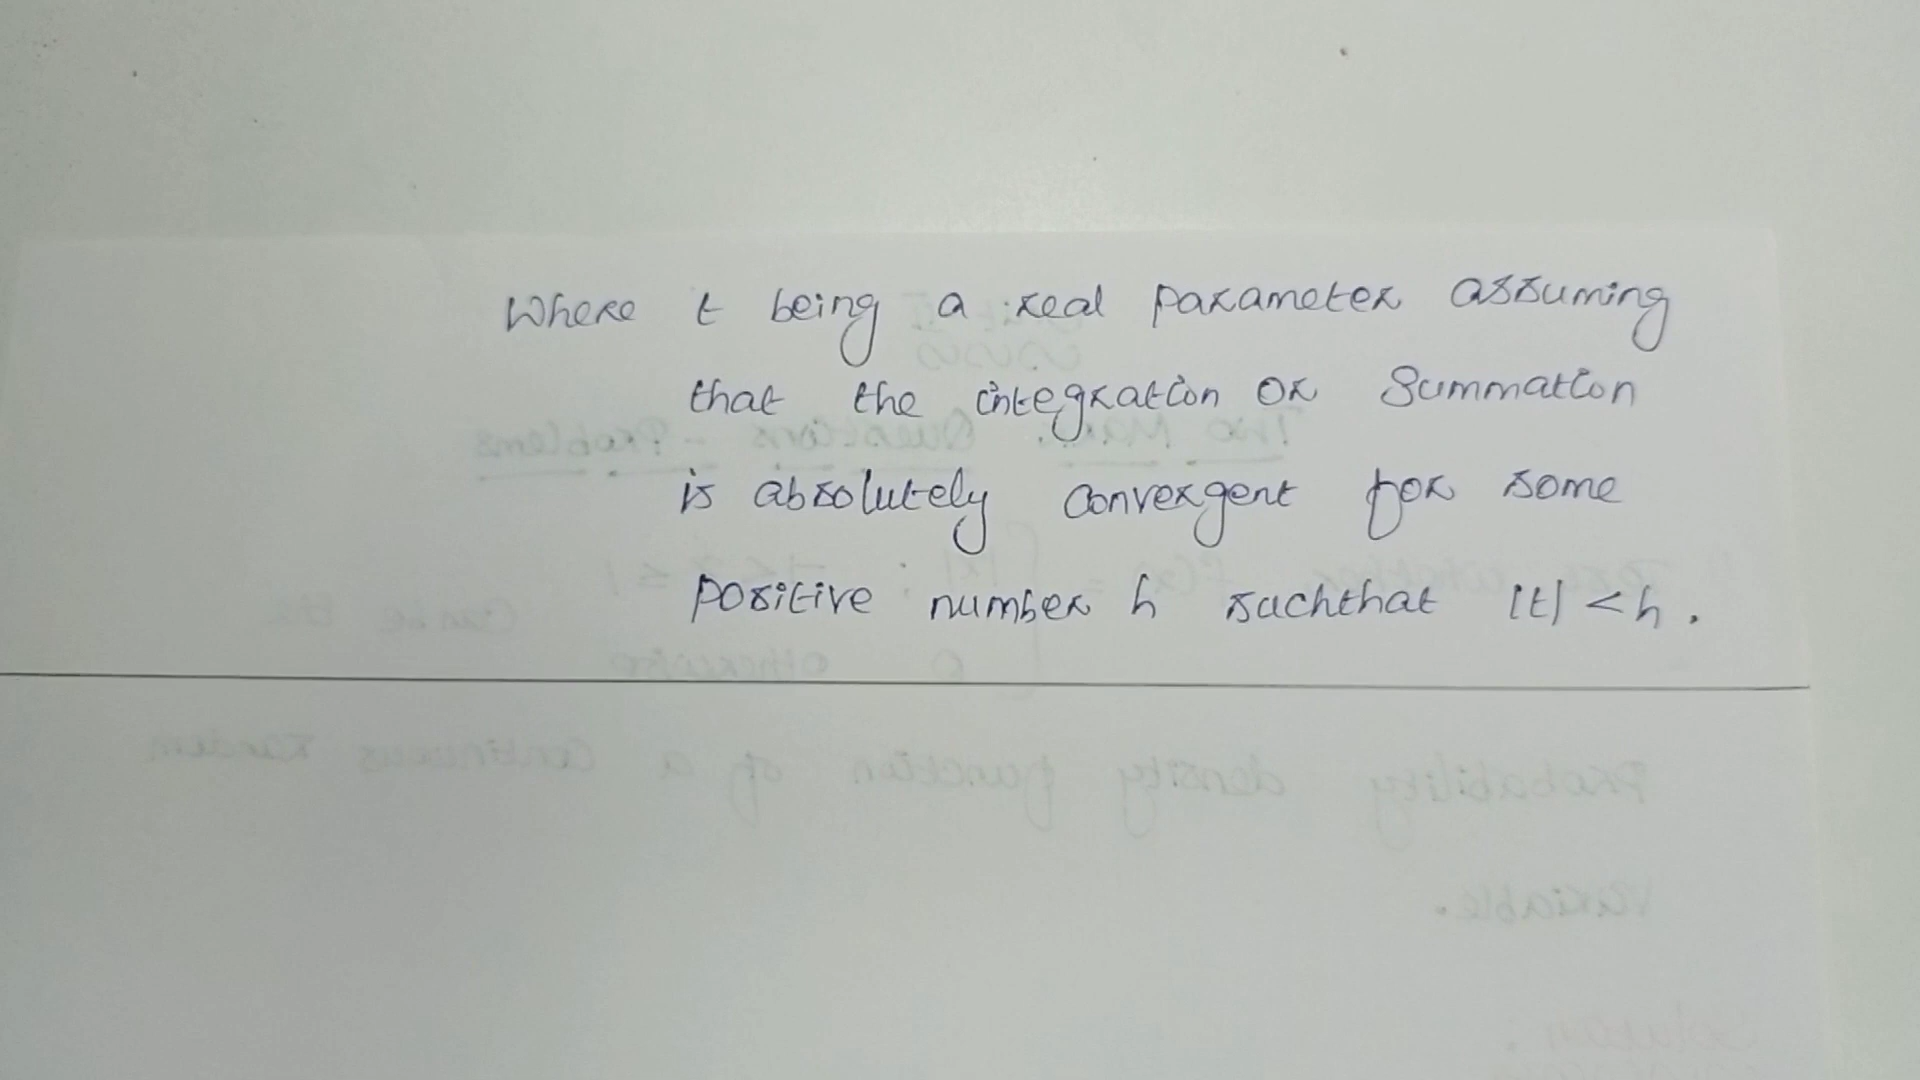 Where t being a real parameter assuming
that the integration or Summation
is absolutely convergent for some
positive number h suchthat |t| < h.